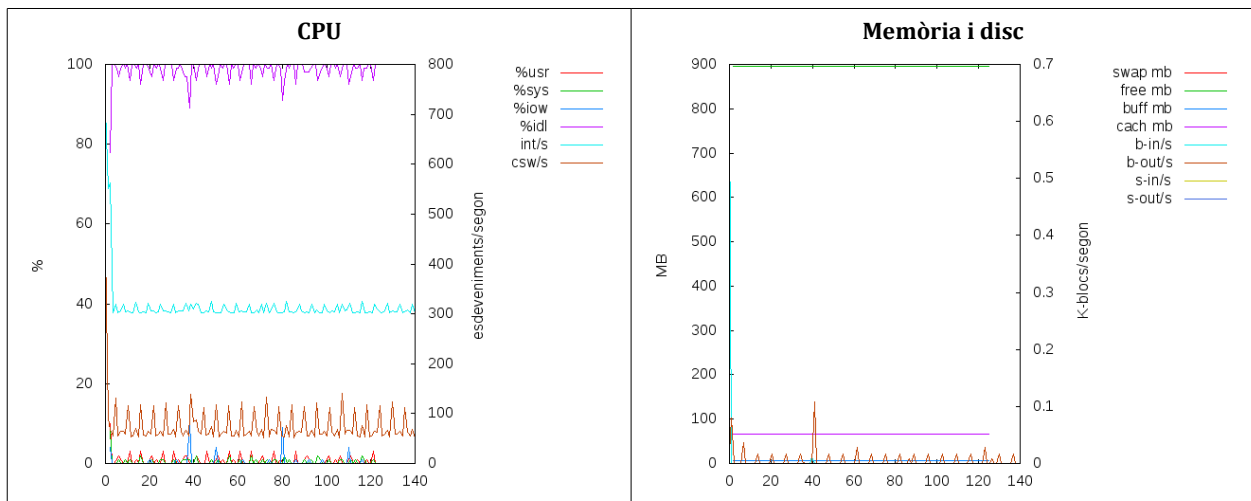 CPU
100
80
60
40
20
0
%
0 20 40 60 80 100 120 140
800
700
600
500
400
300
200
100
0
esdeveniments/segon
%usr
%sys
%iow
%idl
int/s
csw/s
Memòria i disc
900
800
700
600
500
400
300
200
100
0
MB
0 20 40 60 80 100 120 140
0.7
0.6
0.5
0.4
0.3
0.2
0.1
0
K-blocs/segon
swap mb
free mb
buff mb
cach mb
b-in/s
b-out/s
s-in/s
s-out/s